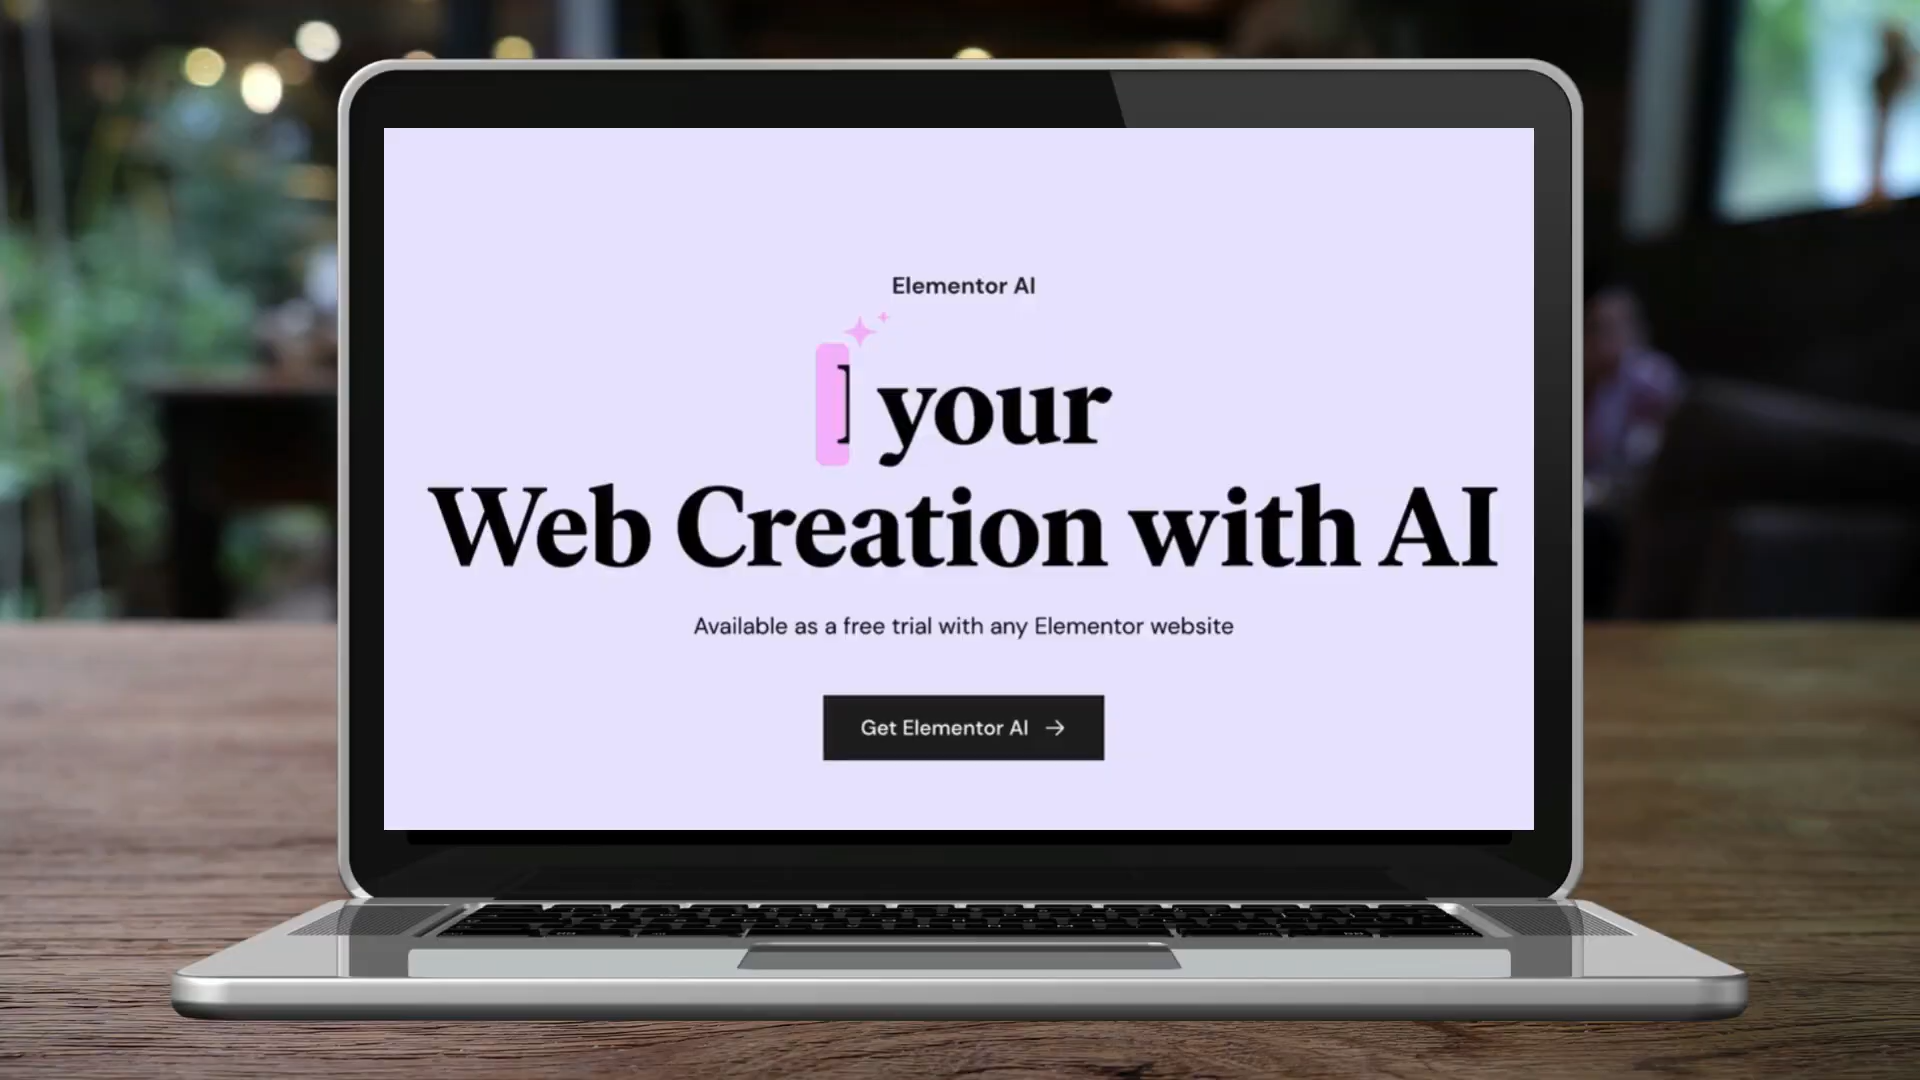 Elementor AI
your
Web Creation with AI
Available as a free trial with any Elementor website
Get Elementor AI →